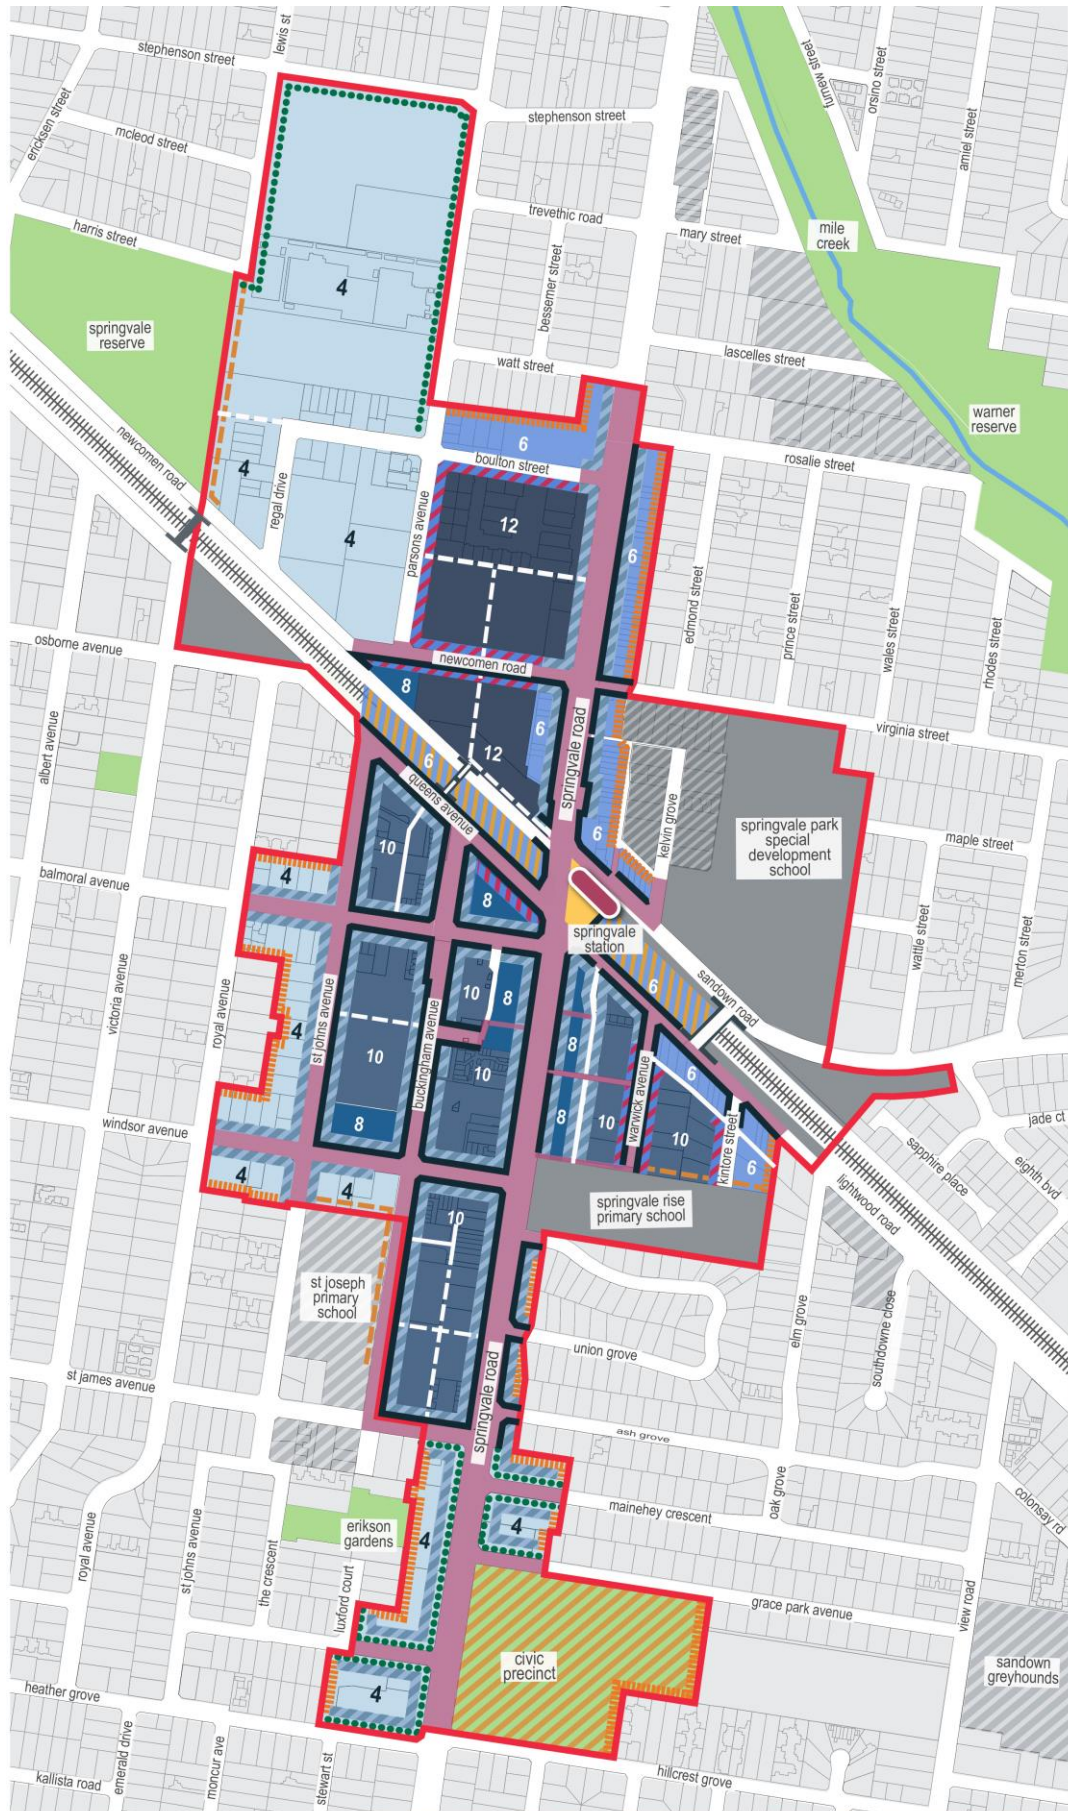 lewis st
stephenson street
ericksen street
mcleod street
stephenson street
furnew street
orsino street
amiel street
harris street
trevethic road
mary street
mile
creek
bessemer street
4
springvale
reserve
watt street
lascelles street
warner
reserve
newcomen road
6
boulton street
rosalie street
4
regal drive
4
parsons avenue
12
6
edmond street
prince street
wales street
rhodes street
osborne avenue
newcomen road
8
6
virginia street
albert avenue
6
12
springvale road
queens avenue
6
kelvin grove
springvale park
special
development
school
maple street
10
balmoral avenue
4
8
springvale
station
wattle street
merton street
victoria avenue
royal avenue
st johns avenue
buckingham avenue
10
8
6
sandown road
4
10
10
8
warwick avenue
6
8
8
10
10
kintore street
6
windsor avenue
jade ct
sapphire place
eighth bvd
4
4
springvale rise
primary school
lightwood road
10
st joseph
primary
school
elm grove
southdowne close
union grove
st james avenue
springvale road
ash grove
oak grove
mainehey crescent
colonsay rd
royal avenue
st johns avenue
the crescent
erikson
gardens
4
4
luxford court
grace park avenue
view road
civic
precinct
sandown
greyhounds
heather grove
4
emerald drive
moncur ave
stewart st
kallista road
hillcrest grove